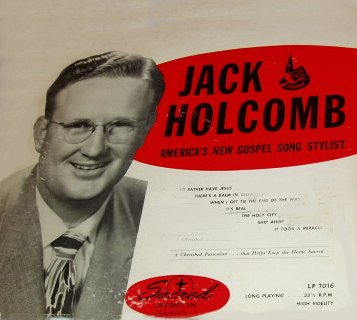 JACK
HOLCOMB
AMERICA'S NEW GOSPEL SONG STYLIST
I'D RATHER HAVE JESUS
THERE'S A BALM IN
WHEN I GET TO THE END OF THE WAY
IT'S REAL
THE HOLY CITY
SHIP AHOY
IT TOOK A MIRACLE
A Cherished Possession . . . that Helps Keep the Home Sacred
Sacred
LP 7016
LONG PLAYING . . . 33⅓ R.P.M.
HIGH FIDELITY